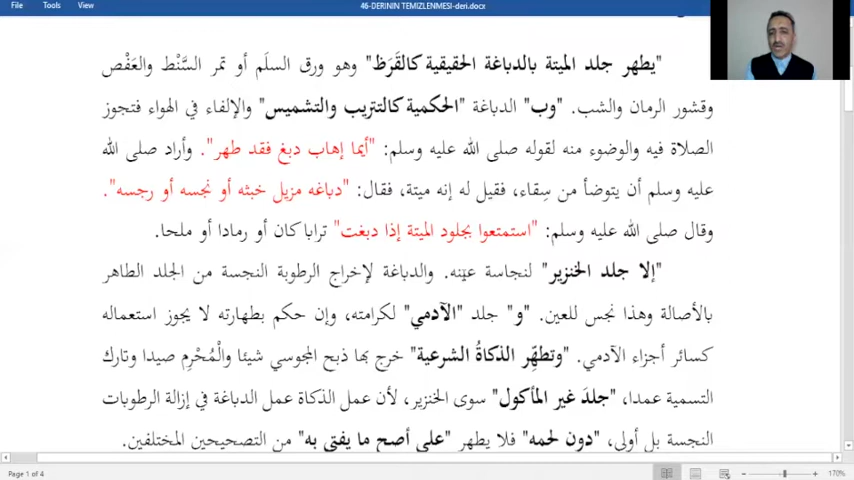 File Tools View 46-DERININ TEMIZLENMESI-deri.docx
"يطهر جلد الميتة بالدباغة الحقيقية كالقَرَظ" وهو ورق السلَم أو ثمر السَّنْط والعَفْص
وقشور الرمان والشب. "وب" الدباغة "الحكمية كالتتريب والتشميس" والإلقاء في الهواء فتجوز
الصلاة فيه والوضوء منه لقوله صلى الله عليه وسلم: "أيما إهاب دبغ فقد طهر". وأراد صلى الله
عليه وسلم أن يتوضأ من سِقاء، فقيل له إنه ميتة، فقال: "دباغه مزيل خبثه أو نجسه أو رجسه".
وقال صلى الله عليه وسلم: "استمتعوا بجلود الميتة إذا دبغت" ترابا كان أو رمادا أو ملحا.
"إلا جلد الخنزير" لنجاسة عينه. والدباغة لإخراج الرطوبة النجسة من الجلد الطاهر
بالأصالة وهذا نجس للعين. "و" جلد "الآدمي" لكرامته، وإن حكم بطهارته لا يجوز استعماله
كسائر أجزاء الآدمي. "وتطهِّر الذكاةُ الشرعية" خرج بها ذبح المجوسي شيئا والْمُحْرِم صيدا وتارك
التسمية عمدا، "جلدَ غير المأكول" سوى الخنزير، لأن عمل الذكاة عمل الدباغة في إزالة الرطوبات
النجسة بل أولى، "دون لحمه" فلا يطهر "على أصح ما يفتى به" من التصحيحين المختلفين.
Page 1 of 4 170%